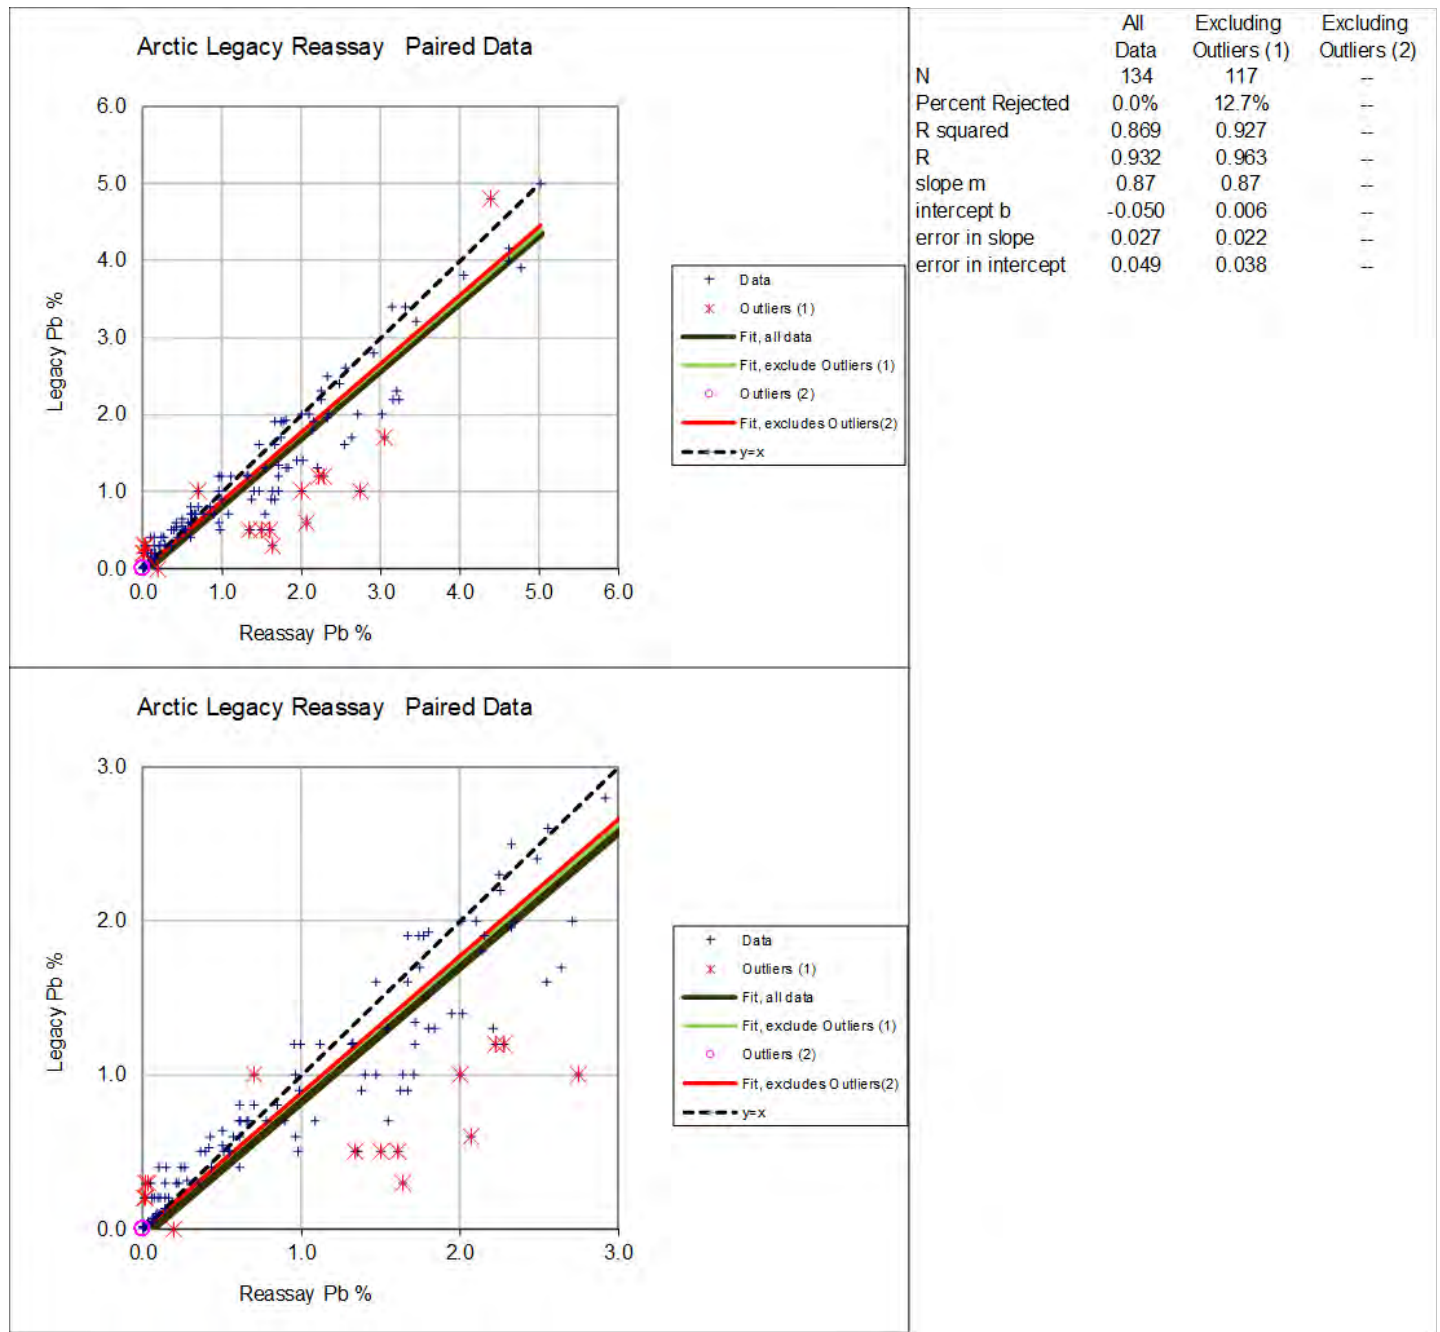 Arctic Legacy Reassay Paired Data
6.0
5.0
4.0
3.0
2.0
1.0
0.0
0.0 1.0 2.0 3.0 4.0 5.0 6.0
Legacy Pb %
Reassay Pb %
Data
Outliers (1)
Fit, all data
Fit, exclude Outliers (1)
Outliers (2)
Fit, excludes Outliers(2)
y=x
All Excluding Excluding
Data Outliers (1) Outliers (2)
N 134 117 --
Percent Rejected 0.0% 12.7% --
R squared 0.869 0.927 --
R 0.932 0.963 --
slope m 0.87 0.87 --
intercept b -0.050 0.006 --
error in slope 0.027 0.022 --
error in intercept 0.049 0.038 --
Arctic Legacy Reassay Paired Data
3.0
2.0
1.0
0.0
0.0 1.0 2.0 3.0
Legacy Pb %
Reassay Pb %
Data
Outliers (1)
Fit, all data
Fit, exclude Outliers (1)
Outliers (2)
Fit, excludes Outliers(2)
y=x